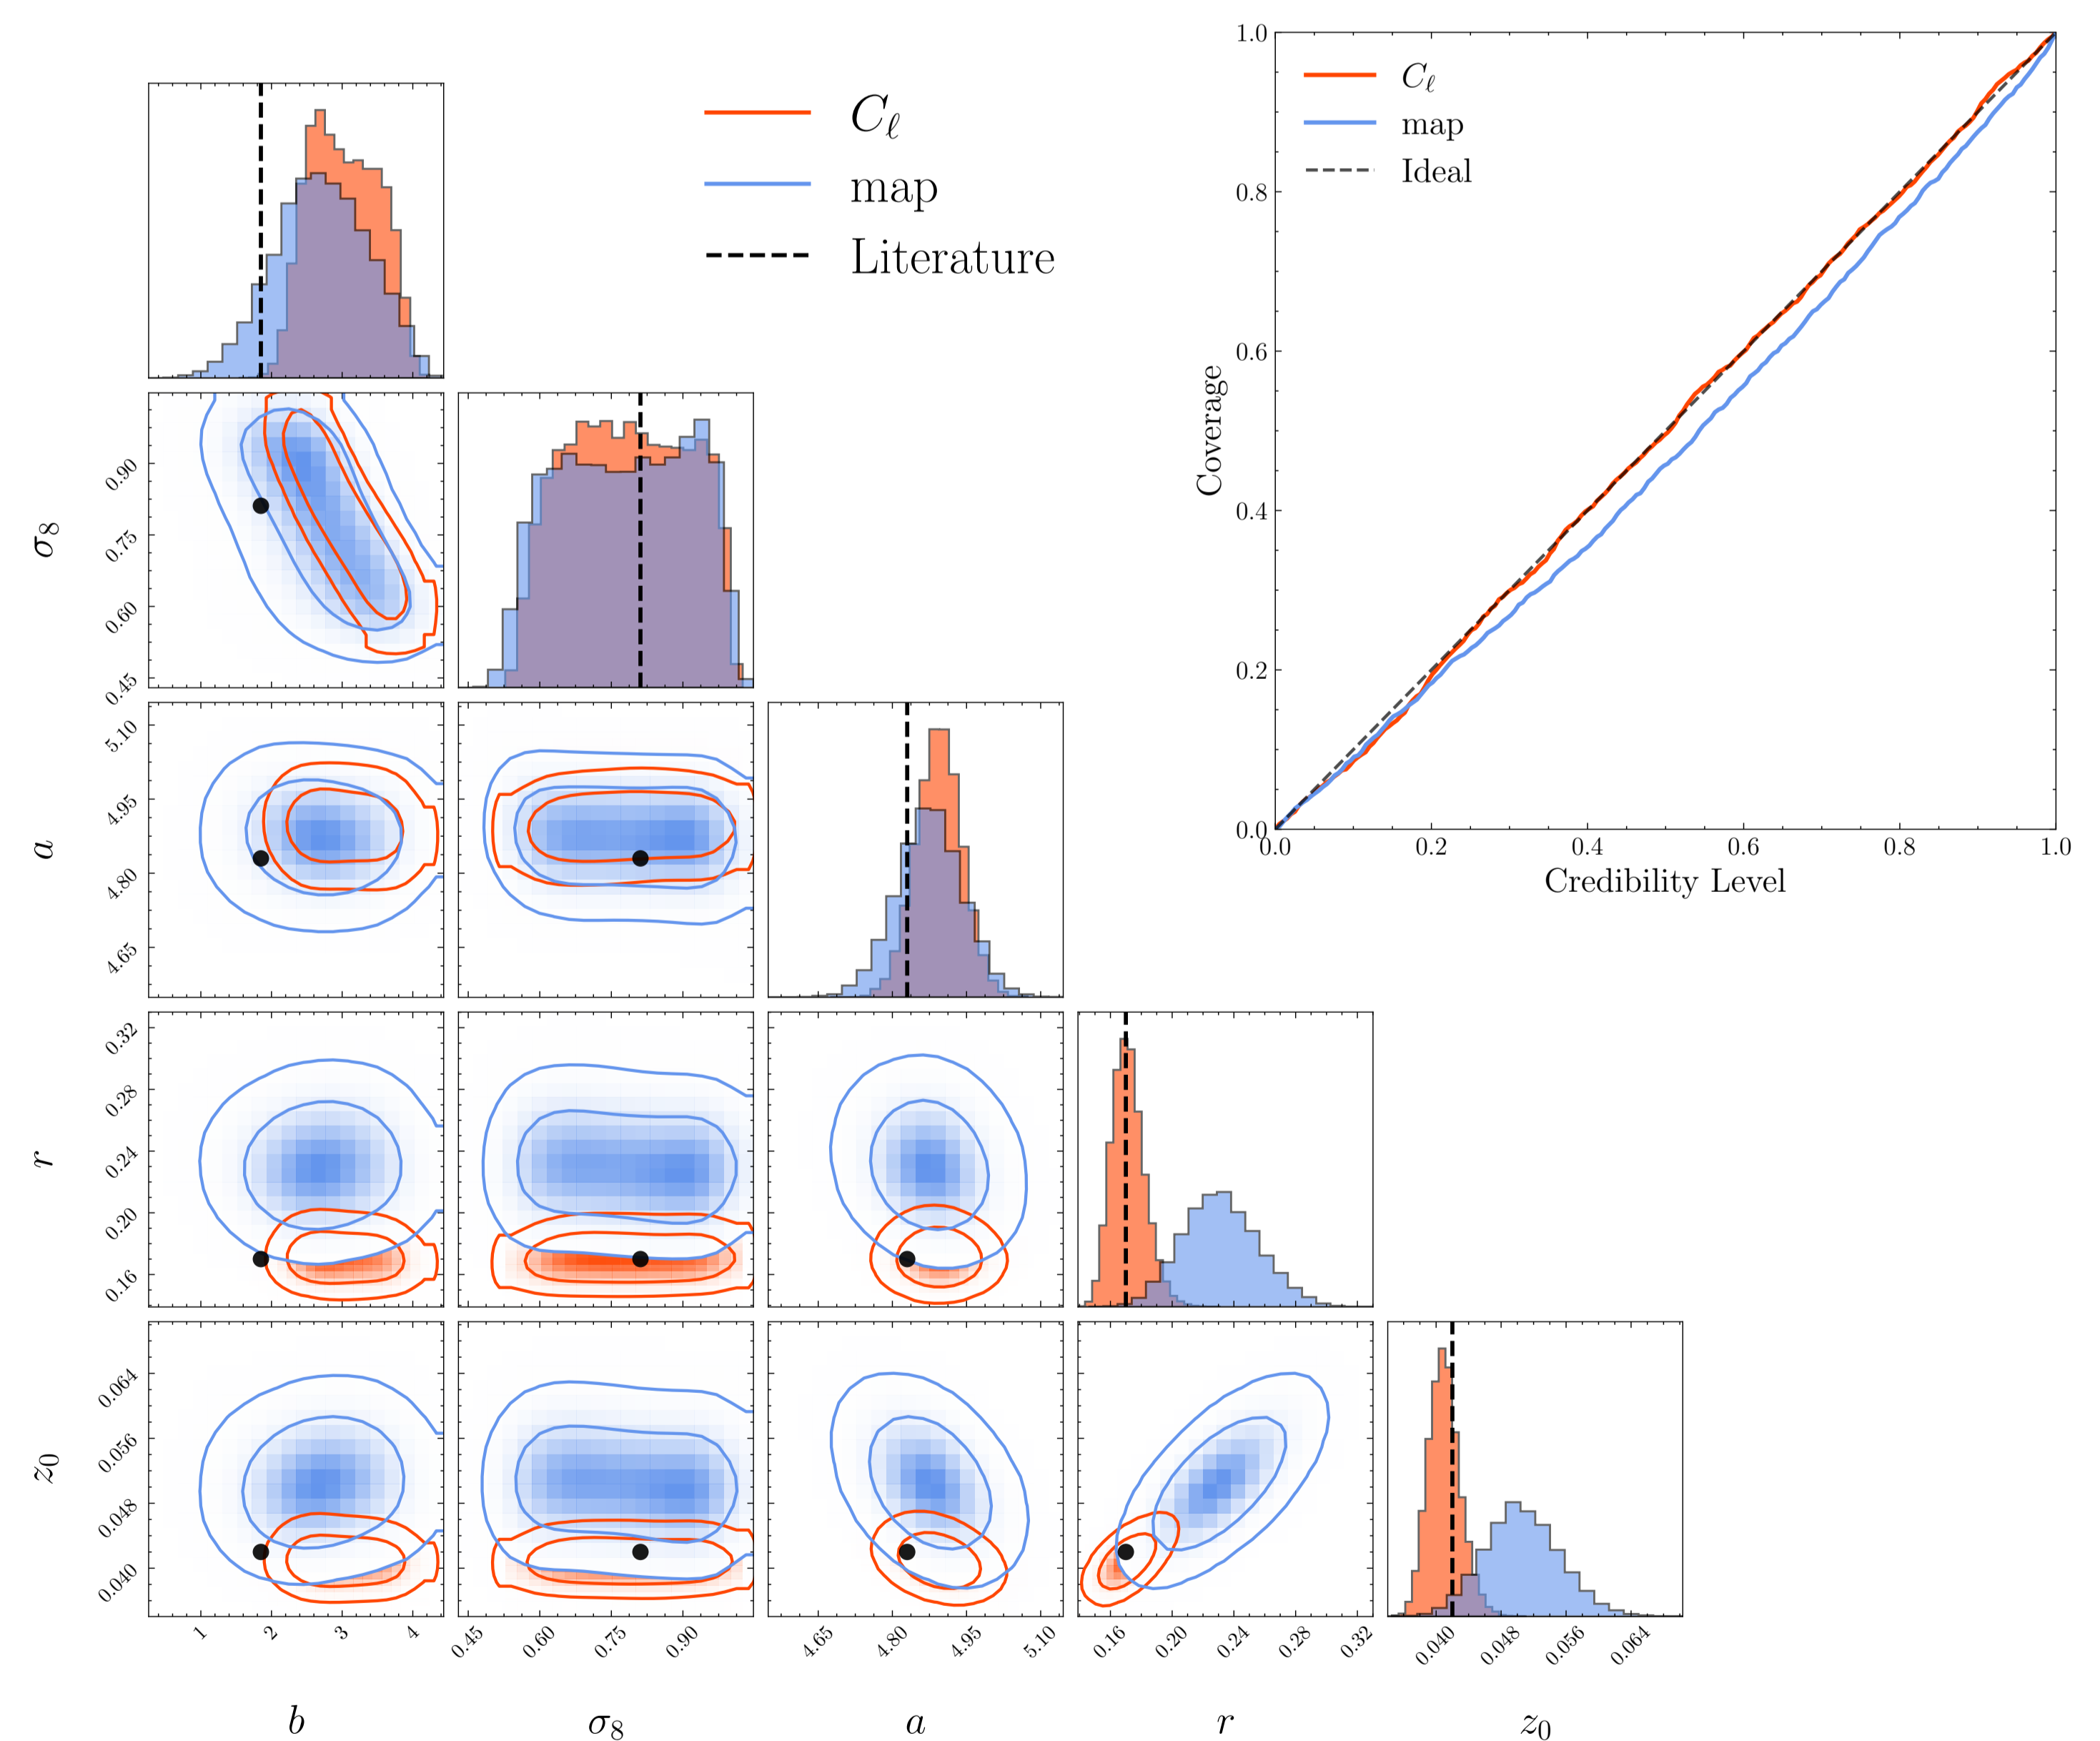 1.0
0.8
0.6
0.4
0.2
0.0
Coverage
0.0 0.2 0.4 0.6 0.8 1.0
Credibility Level
Cℓ
map
Ideal
Cℓ
map
Literature
σ8
0.90
0.75
0.60
0.45
a
5.10
4.95
4.80
4.65
r
0.32
0.28
0.24
0.20
0.16
z0
0.064
0.056
0.048
0.040
1 2 3 4
0.45 0.60 0.75 0.90
4.65 4.80 4.95 5.10
0.16 0.20 0.24 0.28 0.32
0.040 0.048 0.056 0.064
b σ8 a r z0